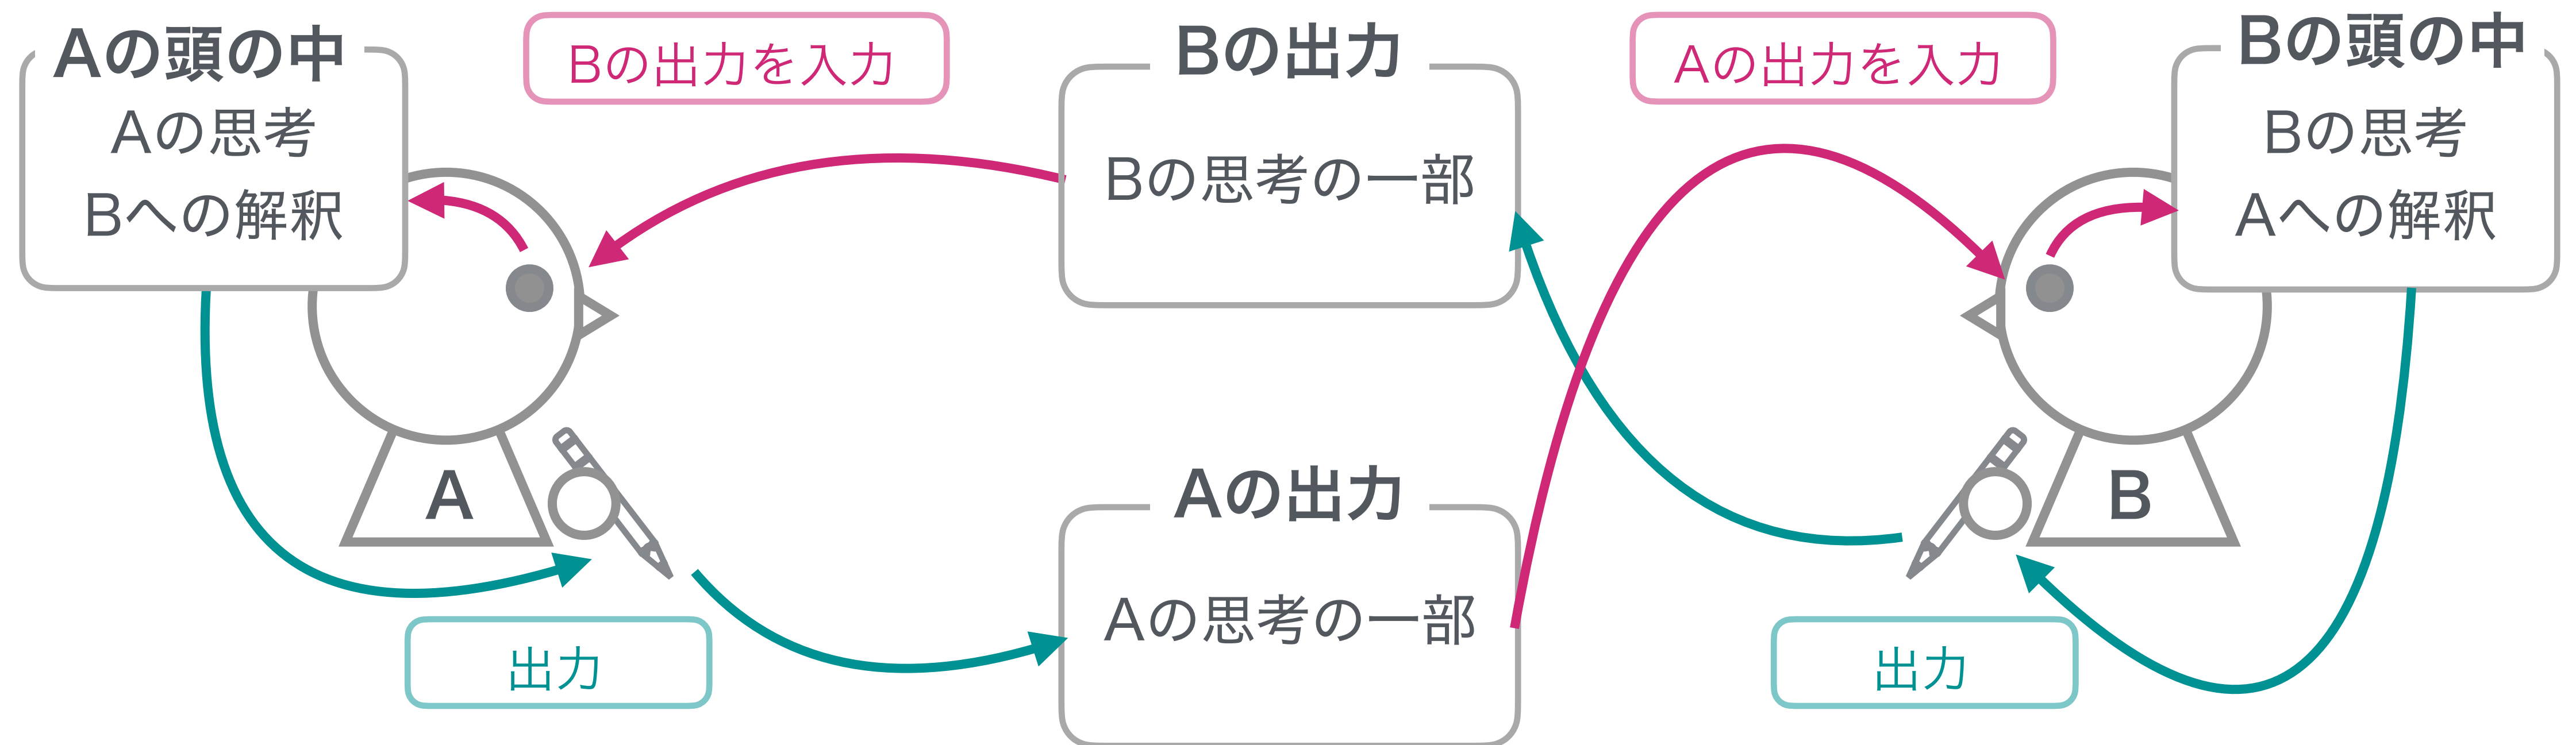 Aの頭の中
Aの思考
Bへの解釈
Bの出力を入力
Bの出力
Bの思考の一部
Aの出力を入力
Bの頭の中
Bの思考
Aへの解釈
A
出力
Aの出力
Aの思考の一部
B
出力